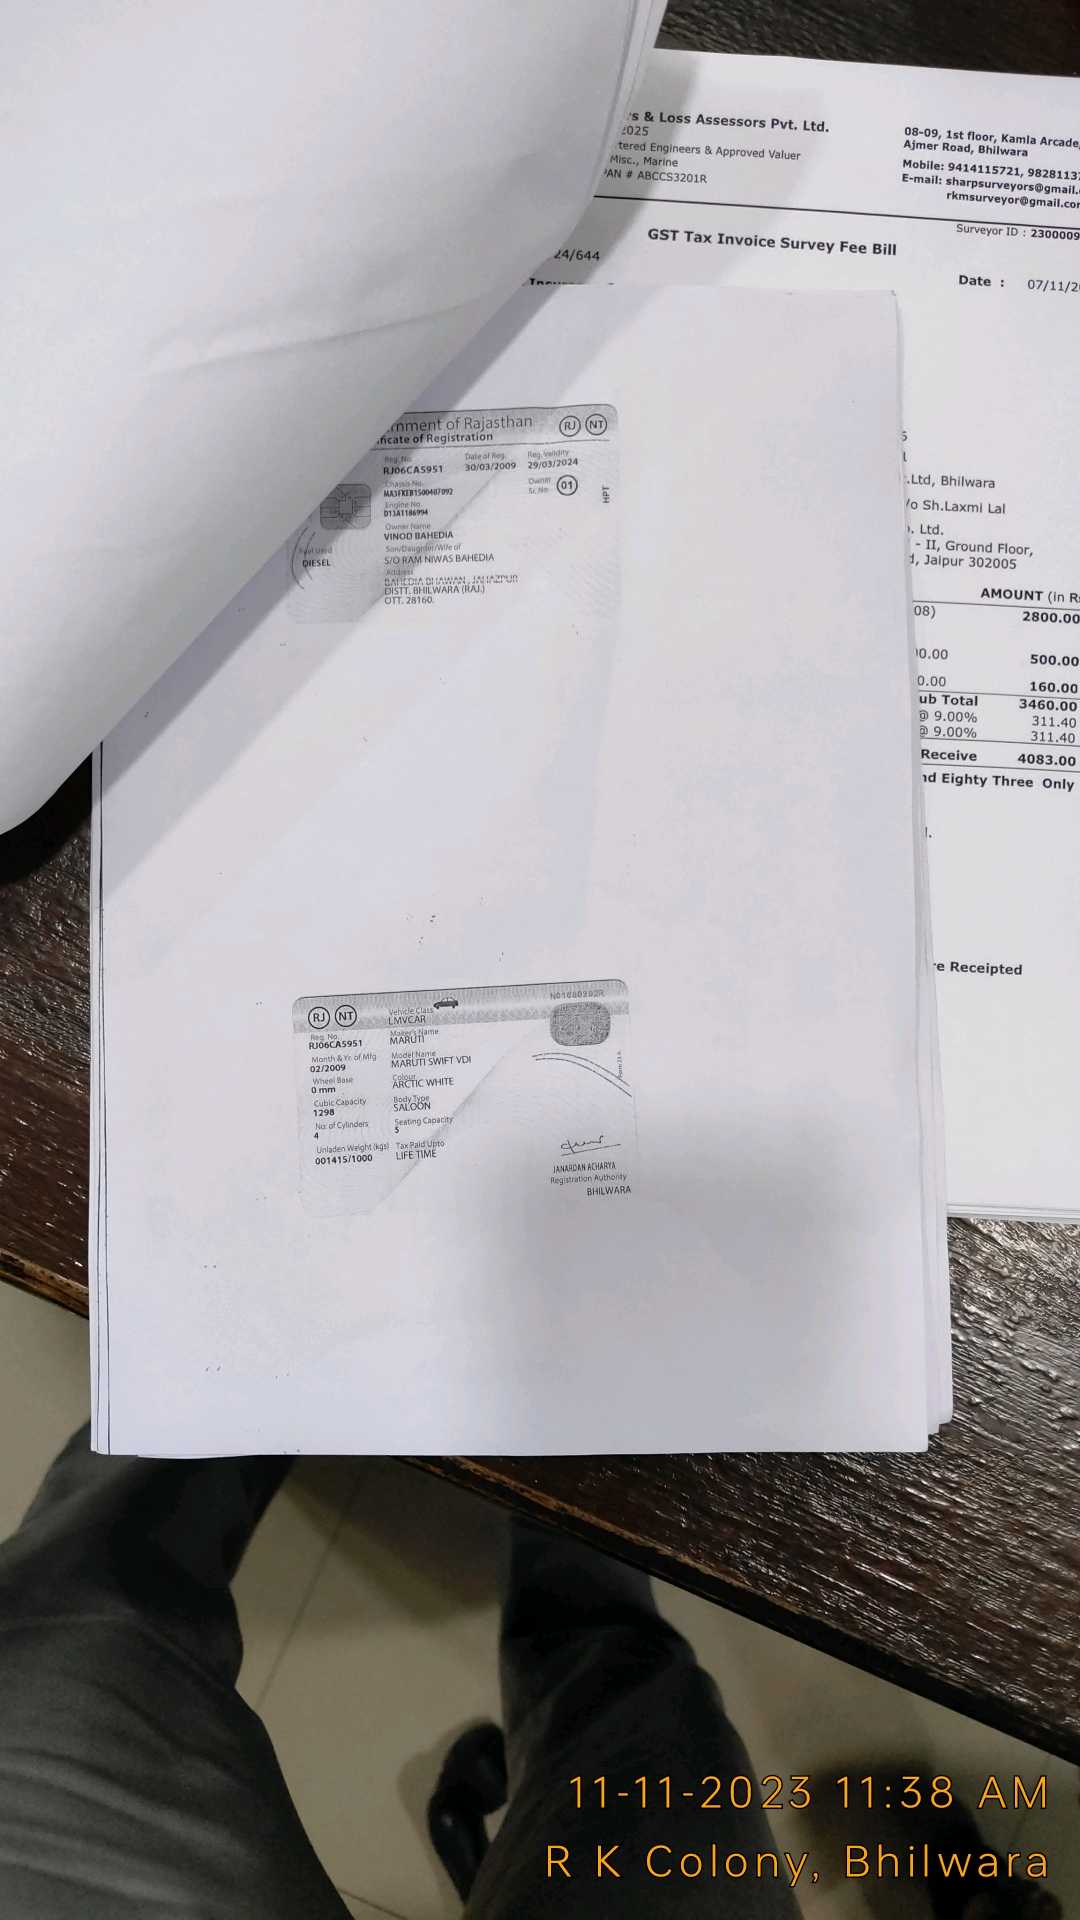 s & Loss Assessors Pvt. Ltd.
2025
tered Engineers & Approved Valuer
Misc., Marine
PAN # ABCCS3201R
08-09, 1st floor, Kamla Arcade,
Ajmer Road, Bhilwara
Mobile: 9414115721, 98281137
E-mail: sharpsurveyors@gmail.c
rkmsurveyor@gmail.com
Surveyor ID : 2300009
GST Tax Invoice Survey Fee Bill
24/644
Date : 07/11/20
rnment of Rajasthan
ificate of Registration
RJ NT
Reg. No. Date of Reg. Reg. Validity
RJ06CA5951 30/03/2009 29/03/2024
Chassis No.
MA3FKEB1S00487092
Owner
Sr. No. 01
HPT
Engine No.
D13A1186994
Owner Name
VINOD BAHEDIA
Son/Daughter/Wife of
S/O RAM NIWAS BAHEDIA
Fuel Used
DIESEL
Address
BAHEDIA BHAWAN, JAHAZPUR
DISTT. BHILWARA (RAJ.)
OTT. 28160.
.Ltd, Bhilwara
/o Sh.Laxmi Lal
. Ltd.
- II, Ground Floor,
d, Jaipur 302005
AMOUNT (in Rs
08) 2800.00
00.00 500.00
0.00 160.00
ub Total 3460.00
@ 9.00% 311.40
@ 9.00% 311.40
Receive 4083.00
nd Eighty Three Only
re Receipted
RJ NT
Vehicle Class
LMVCAR
Reg. No.
RJ06CA5951
Maker's Name
MARUTI
Month & Yr. of Mfg
02/2009
Model Name
MARUTI SWIFT VDI
Wheel Base
0 mm
Colour
ARCTIC WHITE
Cubic Capacity
1298
Body Type
SALOON
No. of Cylinders
4
Seating Capacity
5
Unladen Weight (kgs)
001415/1000
Tax Paid Upto
LIFE TIME
Form 23 A
JANARDAN ACHARYA
Registration Authority
BHILWARA
11-11-2023 11:38 AM
R K Colony, Bhilwara